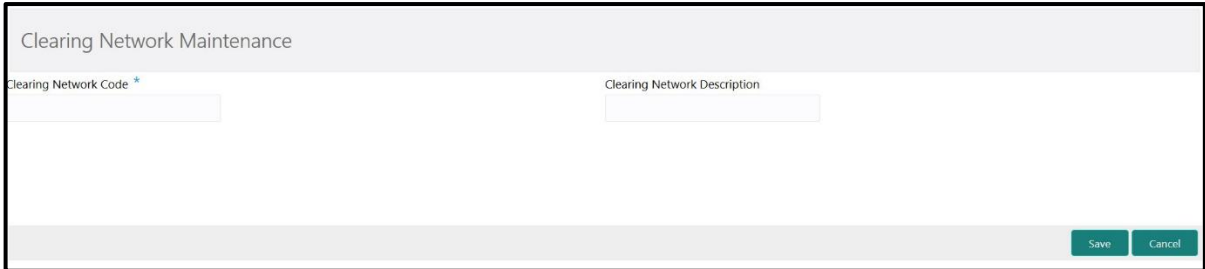 Clearing Network Maintenance
Clearing Network Code * Clearing Network Description
Save Cancel